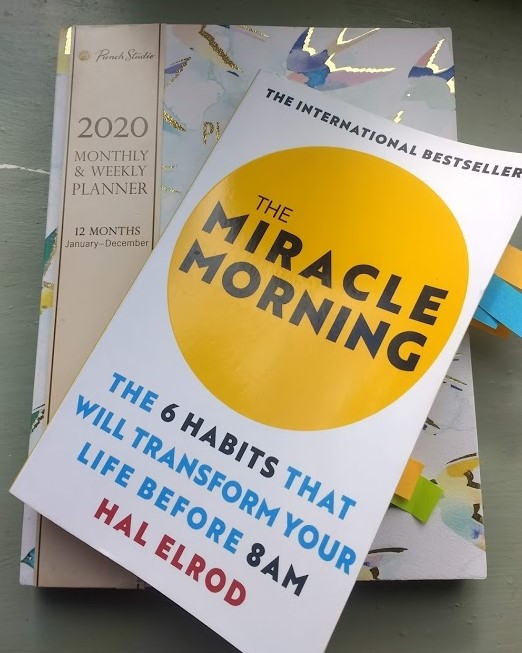 Punch Studio
2020
MONTHLY
& WEEKLY
PLANNER
12 MONTHS
January–December
THE INTERNATIONAL BESTSELLER
THE
MIRACLE
MORNING
THE 6 HABITS THAT
WILL TRANSFORM YOUR
LIFE BEFORE 8AM
HAL ELROD